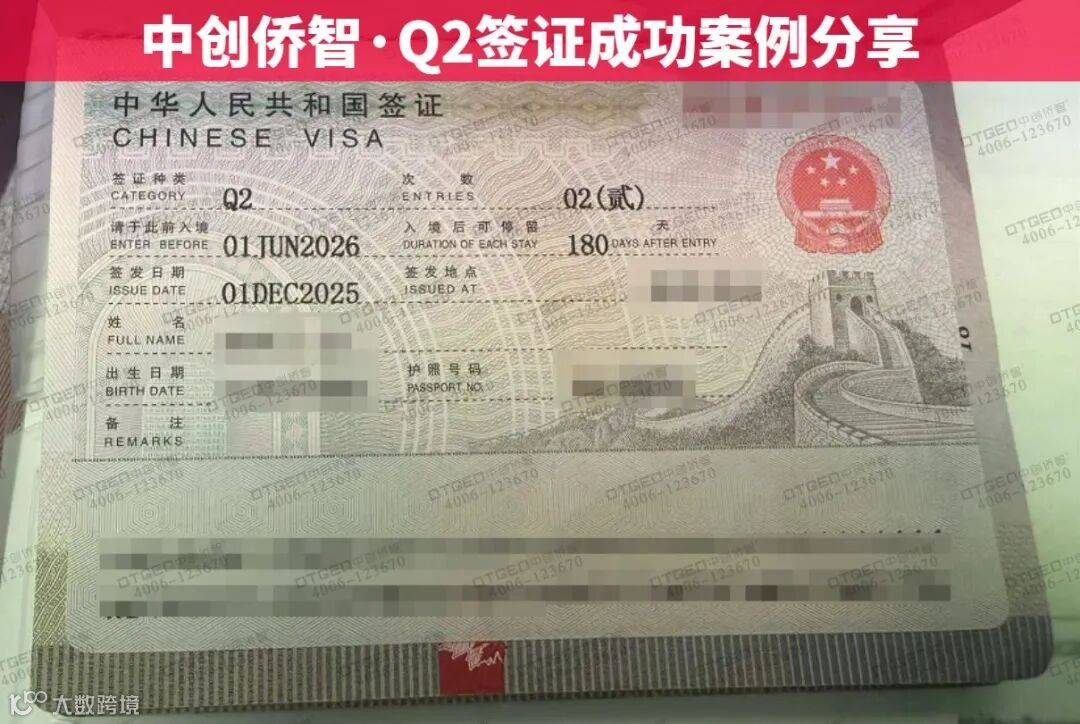 中创侨智·Q2签证成功案例分享
中华人民共和国签证
CHINESE VISA
签证种类
CATEGORY Q2
次数
ENTRIES 02(贰)
请于此前入境
ENTER BEFORE 01JUN2026
入境后可停留 天
DURATION OF EACH STAY 180 DAYS AFTER ENTRY
签发日期
ISSUE DATE 01DEC2025
签发地点
ISSUED AT
姓名
FULL NAME
出生日期
BIRTH DATE
护照号码
PASSPORT NO.
备注
REMARKS
01
OTGEO中创侨智
4006-123670
大数跨境